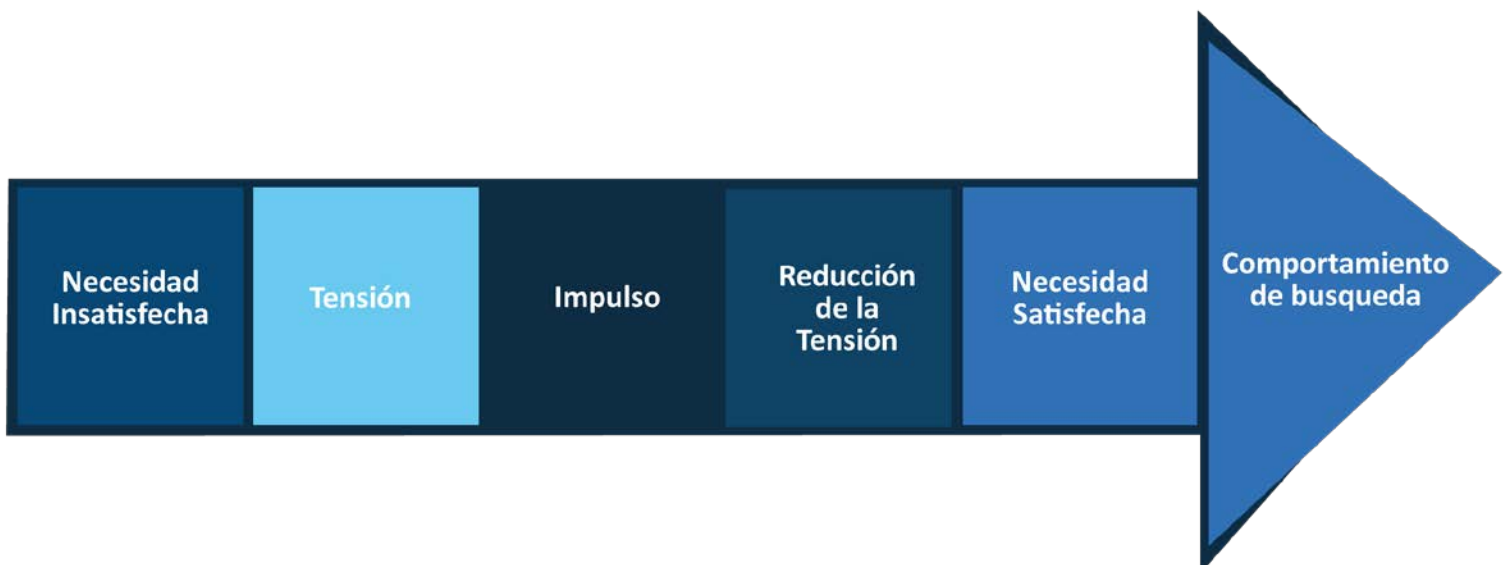 Necesidad
Insatisfecha
Tensión
Impulso
Reducción
de la
Tensión
Necesidad
Satisfecha
Comportamiento
de busqueda